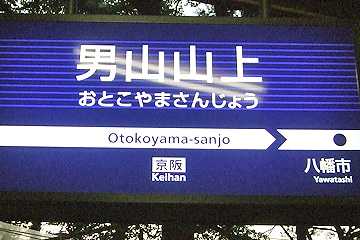 男山山上
おとこやまさんじょう
Otokoyama-sanjo
京阪
Keihan
八幡市
Yawatashi